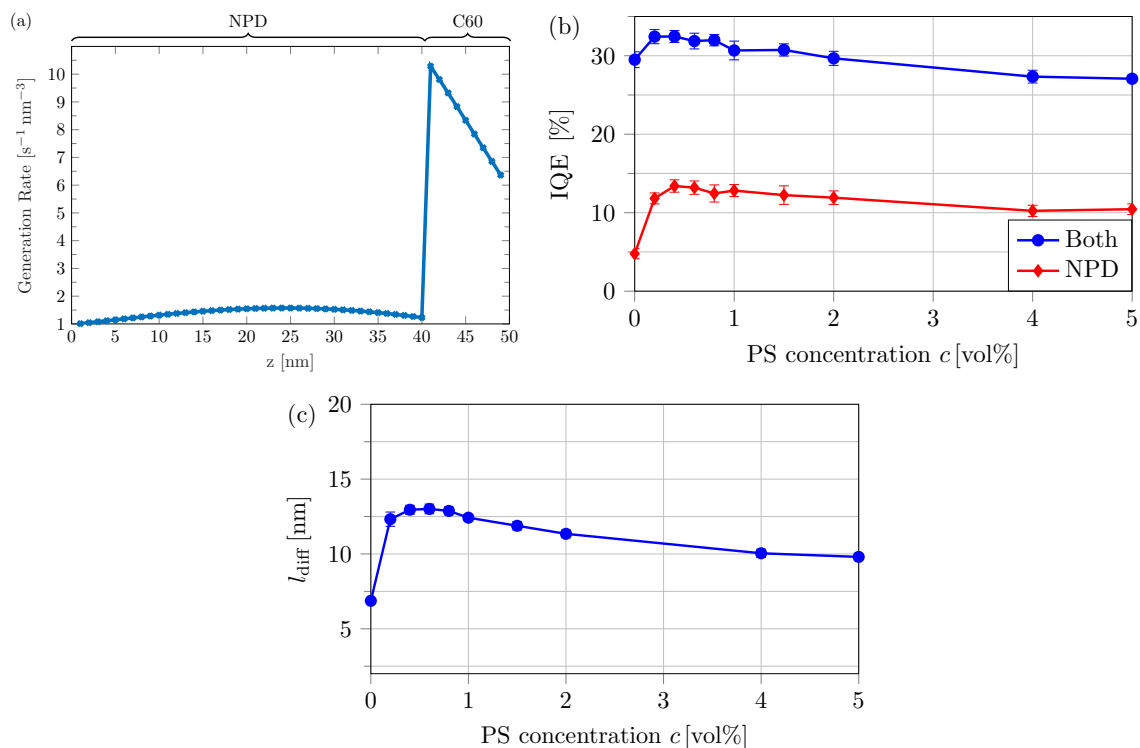 (a)
NPD C60
Generation Rate [s⁻¹ nm⁻³]
10
9
8
7
6
5
4
3
2
1
0 5 10 15 20 25 30 35 40 45 50
z [nm]
(b)
IQE [%]
30
20
10
0
Both
NPD
0 1 2 3 4 5
PS concentration c [vol%]
(c)
l_diff [nm]
20
15
10
5
0 1 2 3 4 5
PS concentration c [vol%]